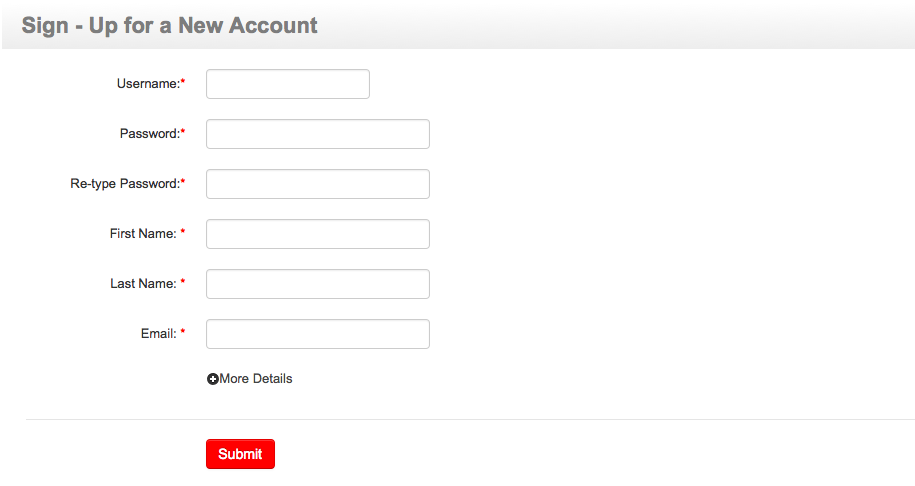 Sign - Up for a New Account
Username:*
Password:*
Re-type Password:*
First Name: *
Last Name: *
Email: *
More Details
Submit